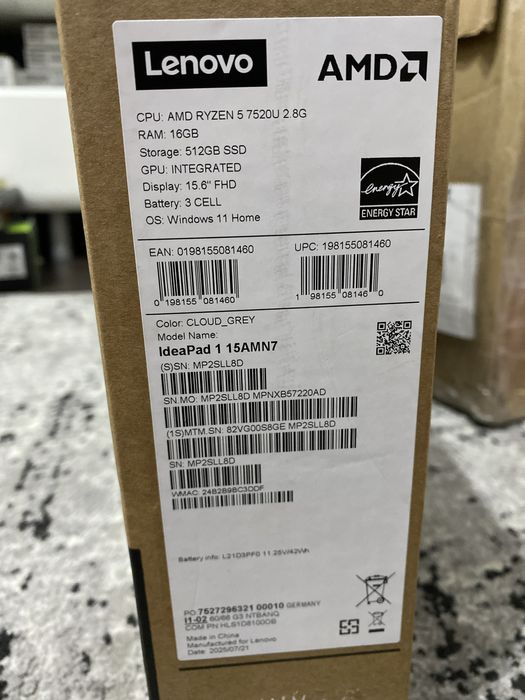 Lenovo
AMD
CPU: AMD RYZEN 5 7520U 2.8G
RAM: 16GB
Storage: 512GB SSD
GPU: INTEGRATED
Display: 15.6" FHD
Battery: 3 CELL
OS: Windows 11 Home
energy
ENERGY STAR
EAN: 0198155081460
UPC: 198155081460
0 198155 081460
1 98155 08146 0
Color: CLOUD_GREY
Model Name:
IdeaPad 1 15AMN7
(S)SN: MP2SLL8D
SN.MO: MP2SLL8D MPNXB57220AD
(1S)MTM.SN: 82VG00S8GE MP2SLL8D
SN: MP2SLL8D
WMAC: 24B2B98C3DDF
Battery info: L21D3PF0 11.25V/42Wh
PO 7527296321 00010 GERMANY
I1-02 60/66 G3 NTBANQ
COM PN HLS1D8100GB
Made in China
Manufactured for Lenovo
Date: 2025/07/21